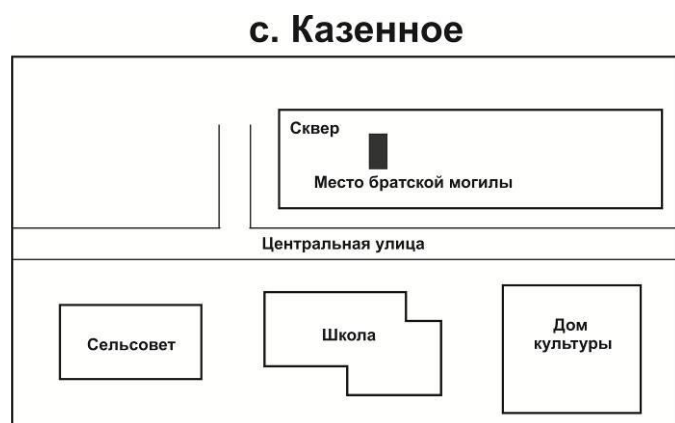 с. Казенное
Сквер
Место братской могилы
Центральная улица
Сельсовет
Школа
Дом
культуры